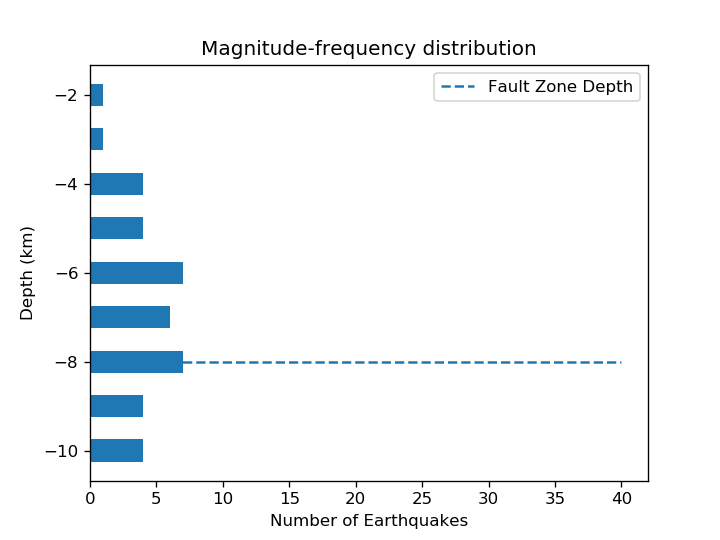 Magnitude-frequency distribution
Fault Zone Depth
−2
−4
−6
−8
−10
Depth (km)
0 5 10 15 20 25 30 35 40
Number of Earthquakes